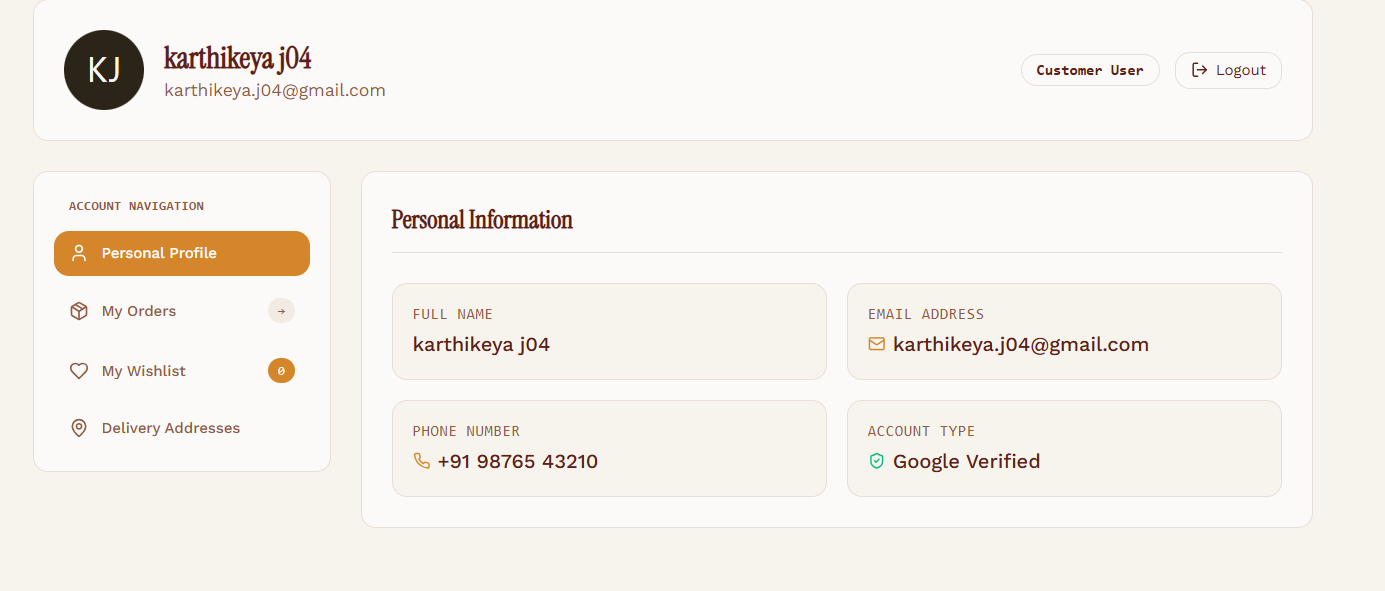 KJ
karthikeya j04
karthikeya.j04@gmail.com
Customer User
Logout
ACCOUNT NAVIGATION
Personal Profile
My Orders →
My Wishlist 0
Delivery Addresses
Personal Information
FULL NAME
karthikeya j04
EMAIL ADDRESS
karthikeya.j04@gmail.com
PHONE NUMBER
+91 98765 43210
ACCOUNT TYPE
Google Verified